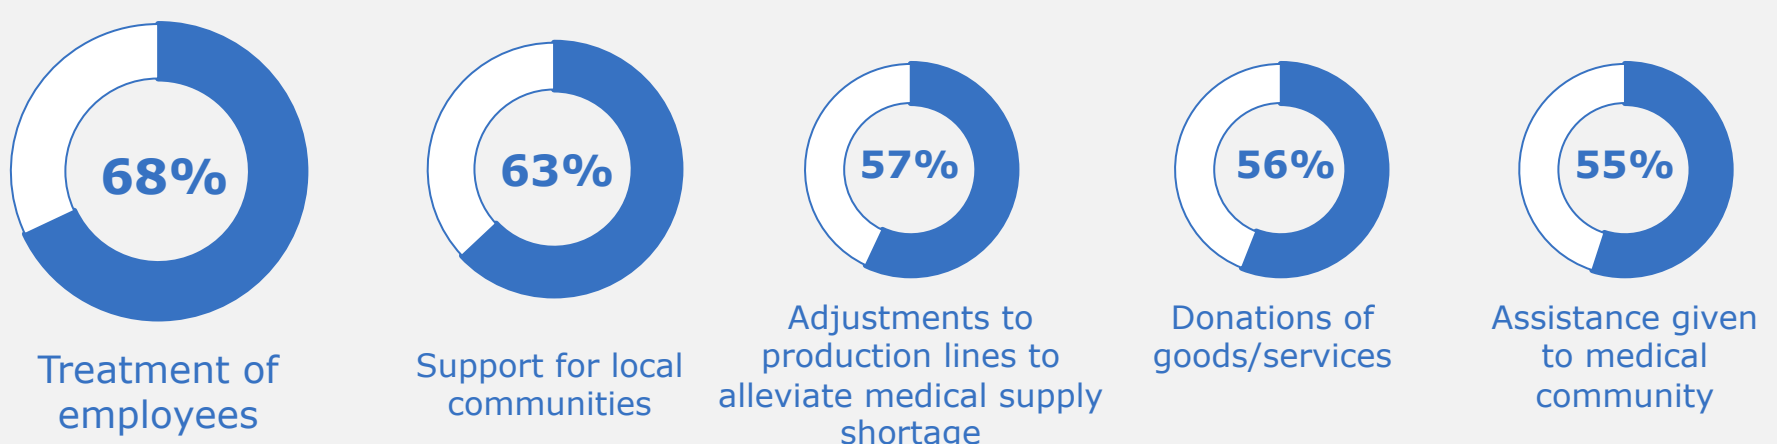 68%
Treatment of
employees
63%
Support for local
communities
57%
Adjustments to
production lines to
alleviate medical supply
shortage
56%
Donations of
goods/services
55%
Assistance given
to medical
community